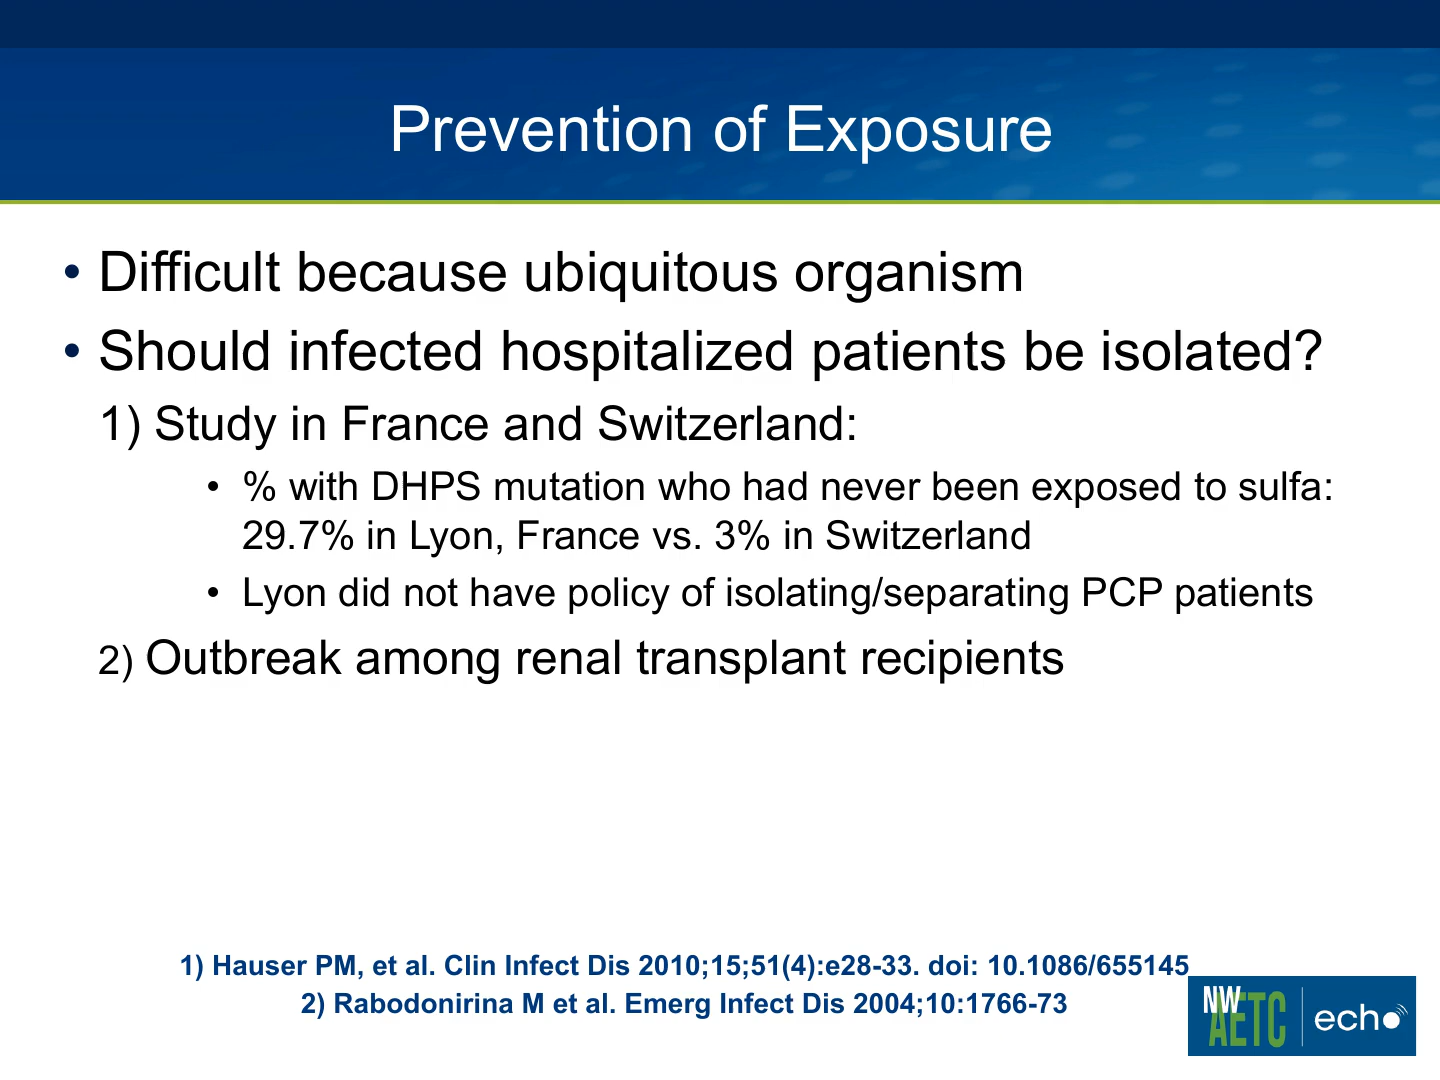 Prevention of Exposure
• Difficult because ubiquitous organism
• Should infected hospitalized patients be isolated?
1) Study in France and Switzerland:
• % with DHPS mutation who had never been exposed to sulfa:
29.7% in Lyon, France vs. 3% in Switzerland
• Lyon did not have policy of isolating/separating PCP patients
2) Outbreak among renal transplant recipients
1) Hauser PM, et al. Clin Infect Dis 2010;15;51(4):e28-33. doi: 10.1086/655145
2) Rabodonirina M et al. Emerg Infect Dis 2004;10:1766-73
NW
AETC
echo